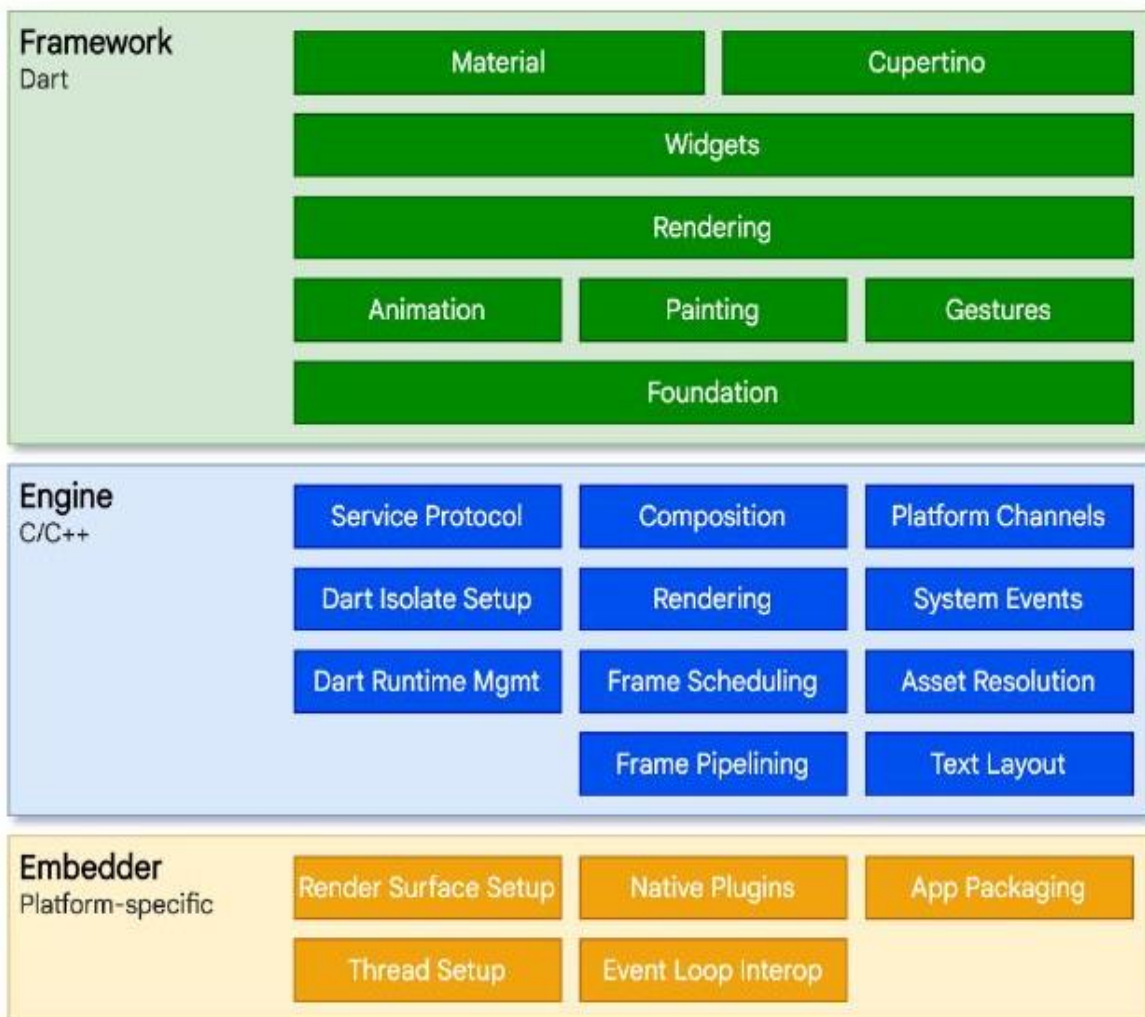 Framework
Dart
Material
Cupertino
Widgets
Rendering
Animation
Painting
Gestures
Foundation
Engine
C/C++
Service Protocol
Composition
Platform Channels
Dart Isolate Setup
Rendering
System Events
Dart Runtime Mgmt
Frame Scheduling
Asset Resolution
Frame Pipelining
Text Layout
Embedder
Platform-specific
Render Surface Setup
Native Plugins
App Packaging
Thread Setup
Event Loop Interop